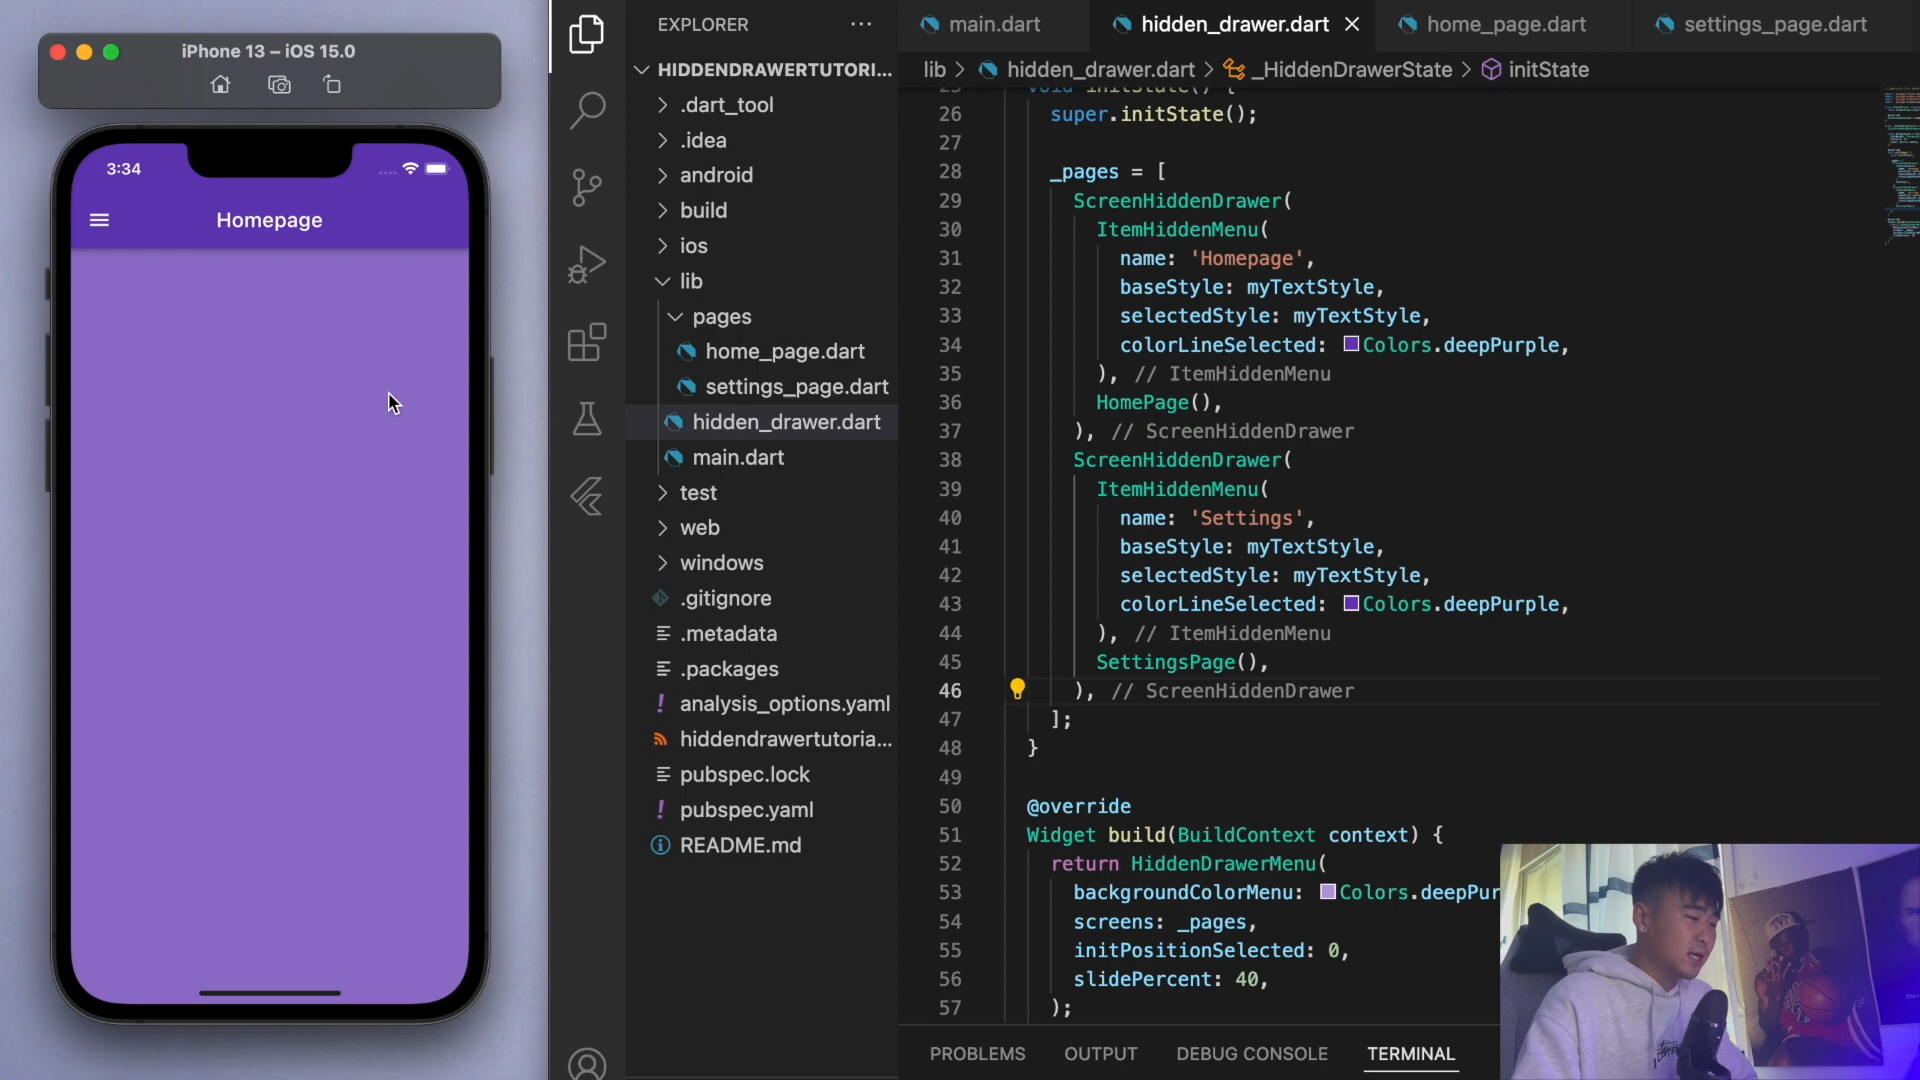 iPhone 13 – iOS 15.0
3:34
Homepage
EXPLORER
HIDDENDRAWERTUTORI...
.dart_tool
.idea
android
build
ios
lib
pages
home_page.dart
settings_page.dart
hidden_drawer.dart
main.dart
test
web
windows
.gitignore
.metadata
.packages
analysis_options.yaml
hiddendrawertutoria...
pubspec.lock
pubspec.yaml
README.md
main.dart
hidden_drawer.dart
home_page.dart
settings_page.dart
lib > hidden_drawer.dart > _HiddenDrawerState > initState
25 void initState() {
26 super.initState();
27
28 _pages = [
29 ScreenHiddenDrawer(
30 ItemHiddenMenu(
31 name: 'Homepage',
32 baseStyle: myTextStyle,
33 selectedStyle: myTextStyle,
34 colorLineSelected: Colors.deepPurple,
35 ), // ItemHiddenMenu
36 HomePage(),
37 ), // ScreenHiddenDrawer
38 ScreenHiddenDrawer(
39 ItemHiddenMenu(
40 name: 'Settings',
41 baseStyle: myTextStyle,
42 selectedStyle: myTextStyle,
43 colorLineSelected: Colors.deepPurple,
44 ), // ItemHiddenMenu
45 SettingsPage(),
46 ), // ScreenHiddenDrawer
47 ];
48 }
49
50 @override
51 Widget build(BuildContext context) {
52 return HiddenDrawerMenu(
53 backgroundColorMenu: Colors.deepPur
54 screens: _pages,
55 initPositionSelected: 0,
56 slidePercent: 40,
57 );
PROBLEMS
OUTPUT
DEBUG CONSOLE
TERMINAL